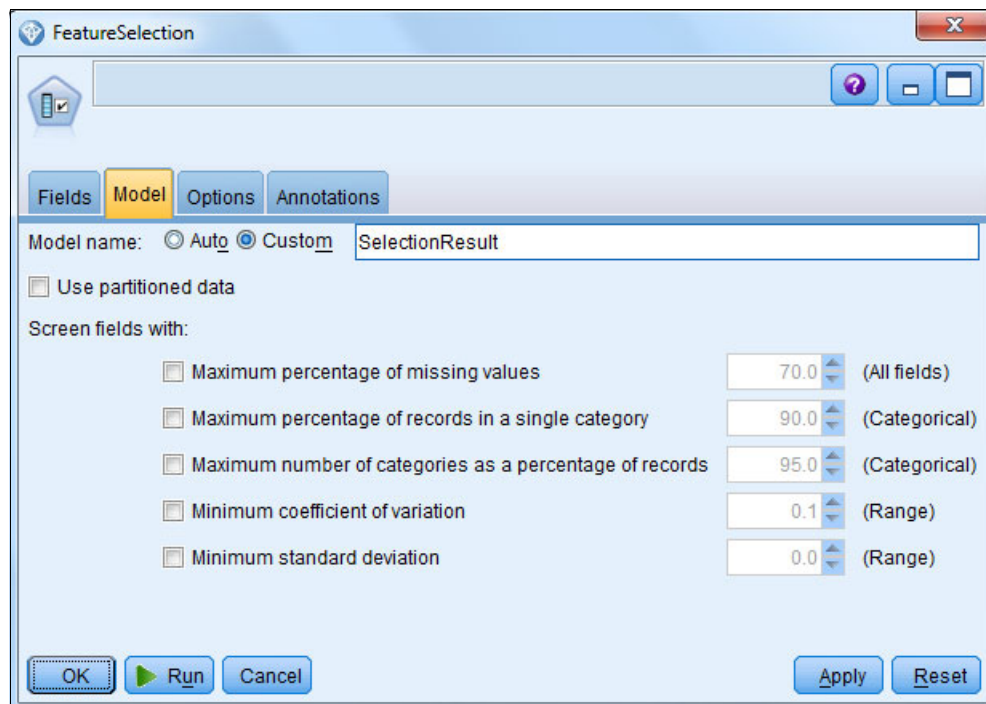 FeatureSelection
Fields Model Options Annotations
Model name: Auto Custom SelectionResult
Use partitioned data
Screen fields with:
Maximum percentage of missing values 70.0 (All fields)
Maximum percentage of records in a single category 90.0 (Categorical)
Maximum number of categories as a percentage of records 95.0 (Categorical)
Minimum coefficient of variation 0.1 (Range)
Minimum standard deviation 0.0 (Range)
OK Run Cancel Apply Reset